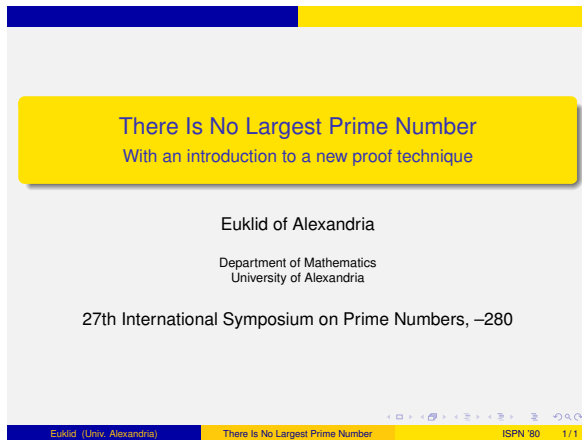 There Is No Largest Prime Number
With an introduction to a new proof technique
Euklid of Alexandria
Department of Mathematics
University of Alexandria
27th International Symposium on Prime Numbers, –280
Euklid (Univ. Alexandria) There Is No Largest Prime Number ISPN '80 1 / 1